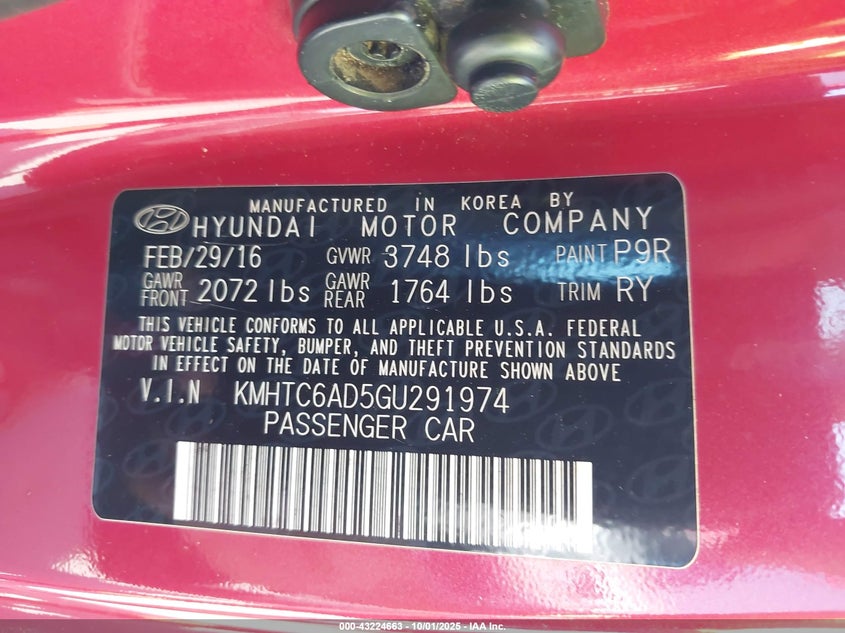 MANUFACTURED IN KOREA BY
HYUNDAI MOTOR COMPANY
FEB/29/16 GVWR 3748 lbs PAINT P9R
GAWR FRONT 2072 lbs GAWR REAR 1764 lbs TRIM RY
THIS VEHICLE CONFORMS TO ALL APPLICABLE U.S.A. FEDERAL
MOTOR VEHICLE SAFETY, BUMPER, AND THEFT PREVENTION STANDARDS
IN EFFECT ON THE DATE OF MANUFACTURE SHOWN ABOVE
V.I.N KMHTC6AD5GU291974
PASSENGER CAR
000-43224663 - 10/01/2025 - IAA Inc.